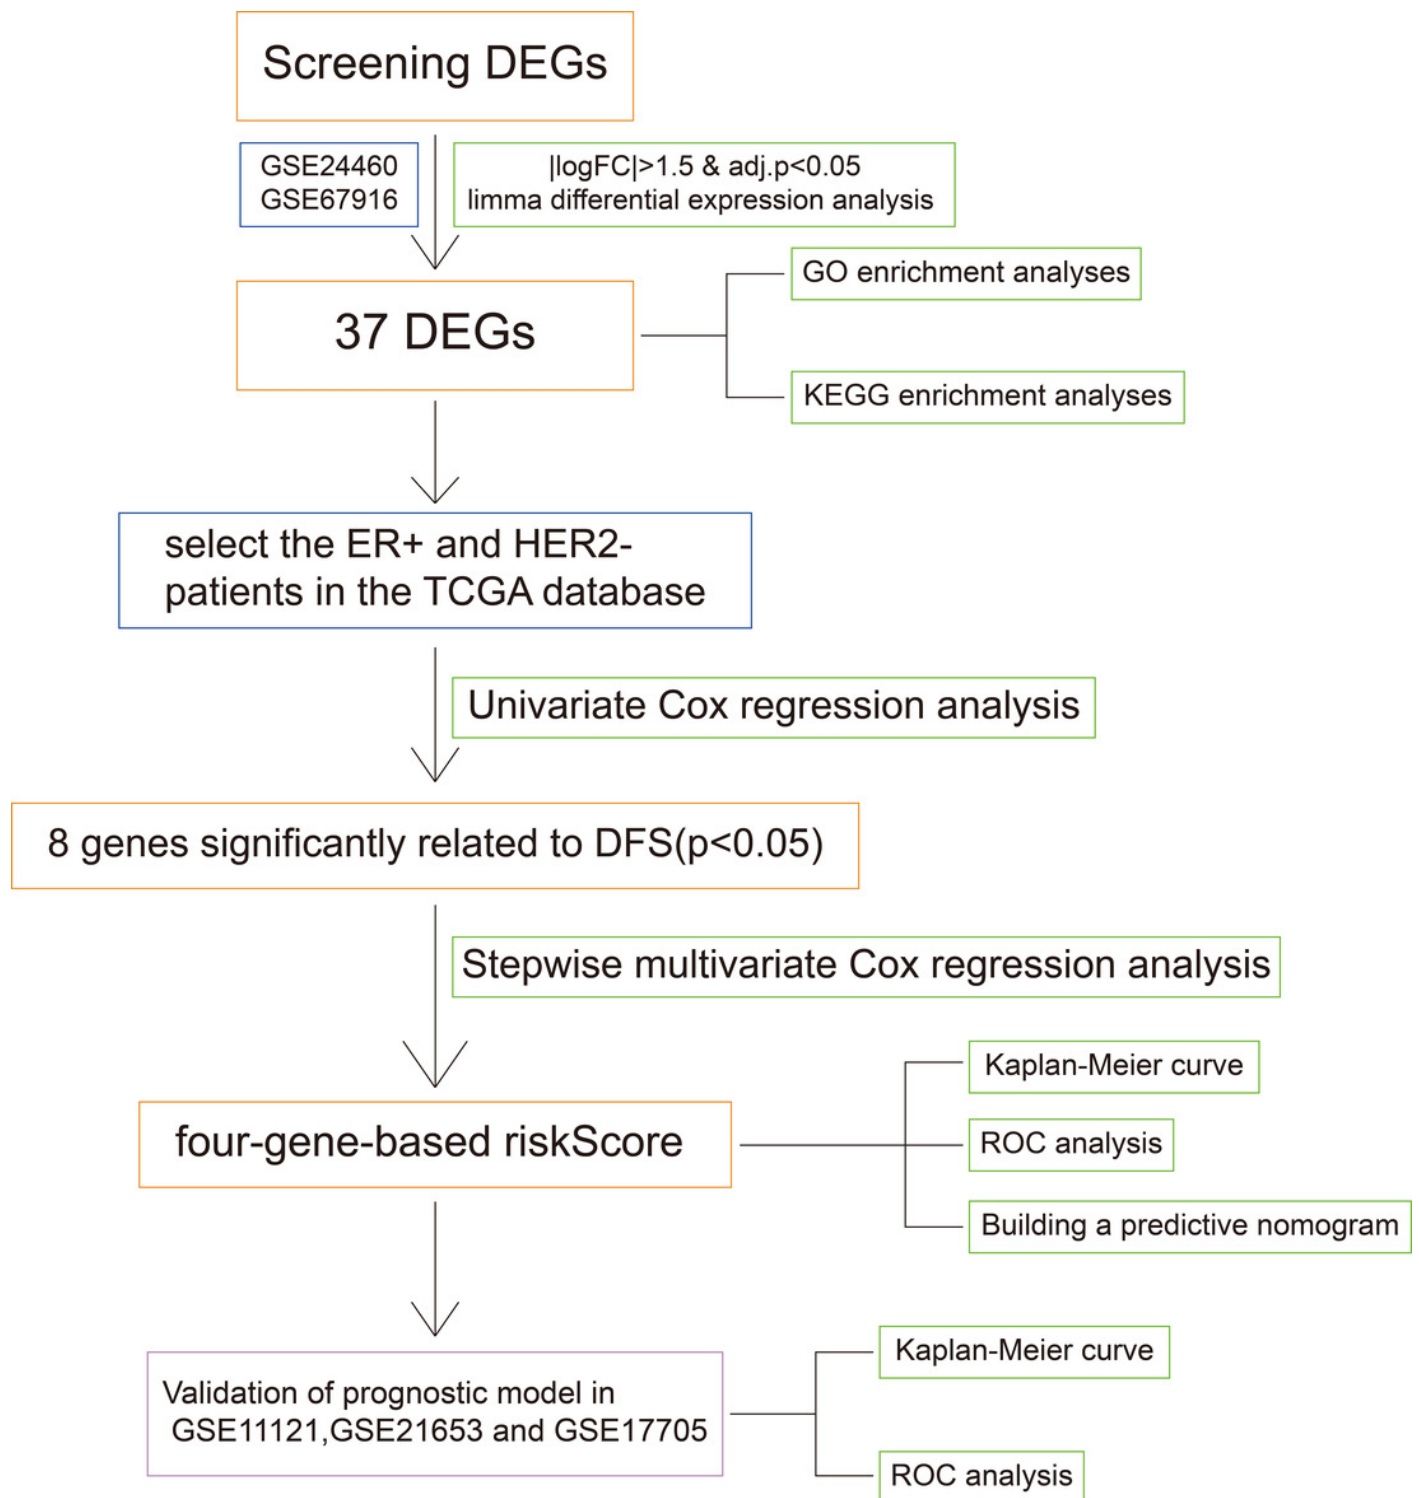 Screening DEGs
GSE24460
GSE67916
|logFC|>1.5 & adj.p<0.05
limma differential expression analysis
GO enrichment analyses
37 DEGs
KEGG enrichment analyses
select the ER+ and HER2-
patients in the TCGA database
Univariate Cox regression analysis
8 genes significantly related to DFS(p<0.05)
Stepwise multivariate Cox regression analysis
Kaplan-Meier curve
four-gene-based riskScore
ROC analysis
Building a predictive nomogram
Kaplan-Meier curve
Validation of prognostic model in
GSE11121,GSE21653 and GSE17705
ROC analysis